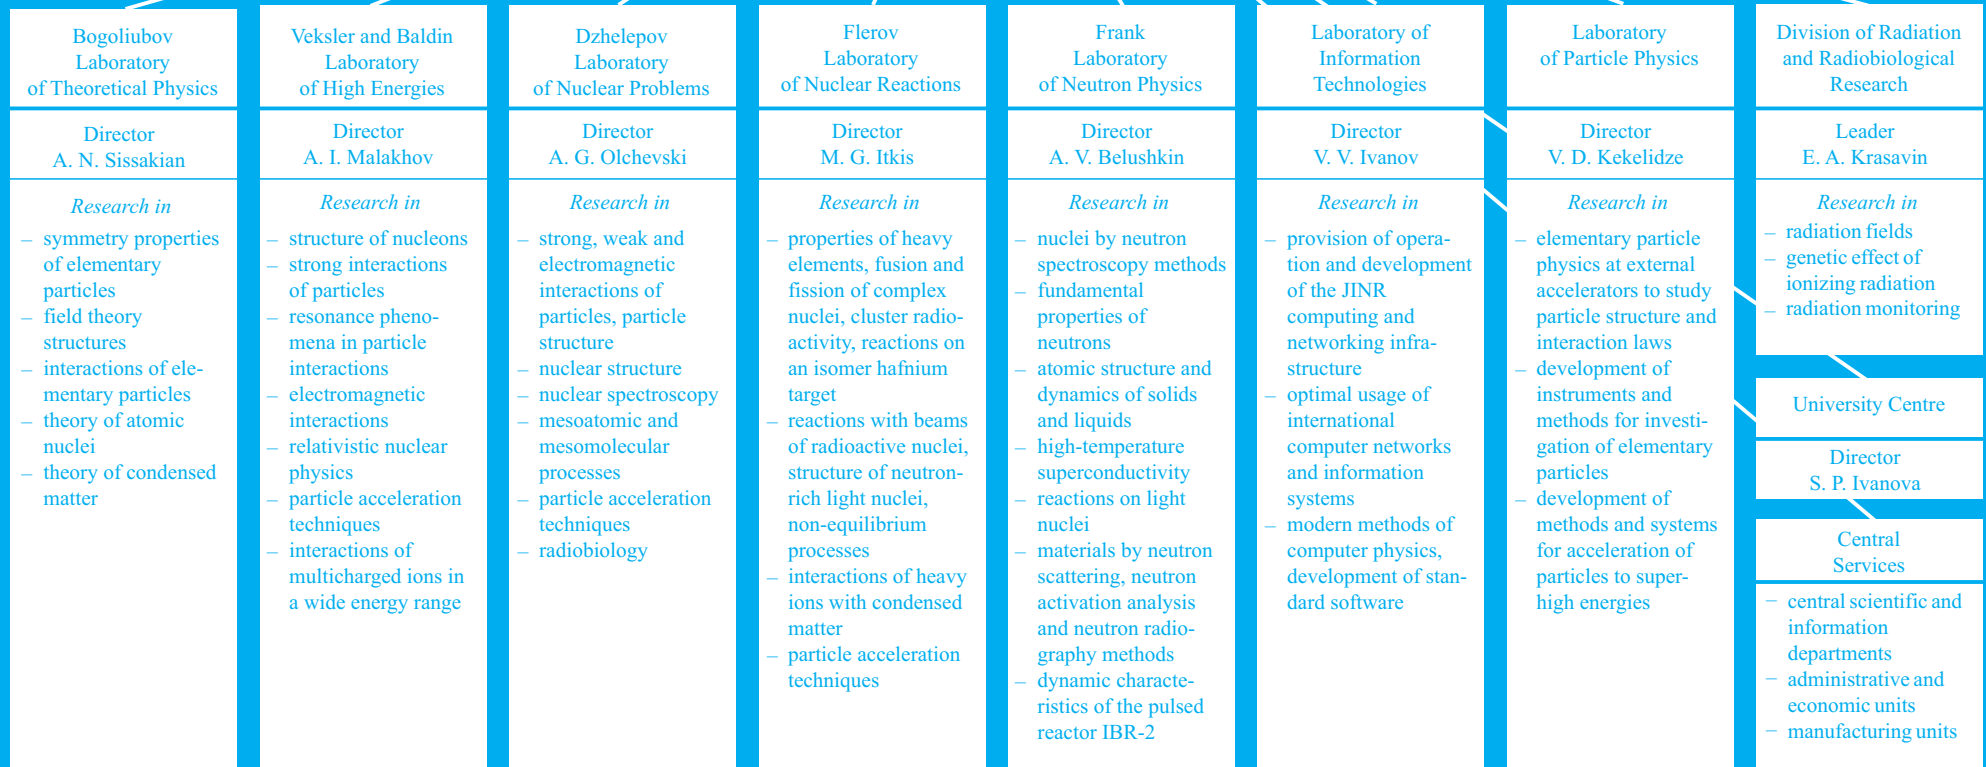 Bogoliubov
Laboratory
of Theoretical Physics
Director
A. N. Sissakian
Research in
– symmetry properties
of elementary
particles
– field theory
structures
– interactions of ele-
mentary particles
– theory of atomic
nuclei
– theory of condensed
matter
Veksler and Baldin
Laboratory
of High Energies
Director
A. I. Malakhov
Research in
– structure of nucleons
– strong interactions
of particles
– resonance pheno-
mena in particle
interactions
– electromagnetic
interactions
– relativistic nuclear
physics
– particle acceleration
techniques
– interactions of
multicharged ions in
a wide energy range
Dzhelepov
Laboratory
of Nuclear Problems
Director
A. G. Olchevski
Research in
– strong, weak and
electromagnetic
interactions of
particles, particle
structure
– nuclear structure
– nuclear spectroscopy
– mesoatomic and
mesomolecular
processes
– particle acceleration
techniques
– radiobiology
Flerov
Laboratory
of Nuclear Reactions
Director
M. G. Itkis
Research in
– properties of heavy
elements, fusion and
fission of complex
nuclei, cluster radio-
activity, reactions on
an isomer hafnium
target
– reactions with beams
of radioactive nuclei,
structure of neutron-
rich light nuclei,
non-equilibrium
processes
– interactions of heavy
ions with condensed
matter
– particle acceleration
techniques
Frank
Laboratory
of Neutron Physics
Director
A. V. Belushkin
Research in
– nuclei by neutron
spectroscopy methods
– fundamental
properties of
neutrons
– atomic structure and
dynamics of solids
and liquids
– high-temperature
superconductivity
– reactions on light
nuclei
– materials by neutron
scattering, neutron
activation analysis
and neutron radio-
graphy methods
– dynamic characte-
ristics of the pulsed
reactor IBR-2
Laboratory of
Information
Technologies
Director
V. V. Ivanov
Research in
– provision of opera-
tion and development
of the JINR
computing and
networking infra-
structure
– optimal usage of
international
computer networks
and information
systems
– modern methods of
computer physics,
development of stan-
dard software
Laboratory
of Particle Physics
Director
V. D. Kekelidze
Research in
– elementary particle
physics at external
accelerators to study
particle structure and
interaction laws
– development of
instruments and
methods for investi-
gation of elementary
particles
– development of
methods and systems
for acceleration of
particles to super-
high energies
Division of Radiation
and Radiobiological
Research
Leader
E. A. Krasavin
Research in
– radiation fields
– genetic effect of
ionizing radiation
– radiation monitoring
University Centre
Director
S. P. Ivanova
Central
Services
– central scientific and
information
departments
– administrative and
economic units
– manufacturing units